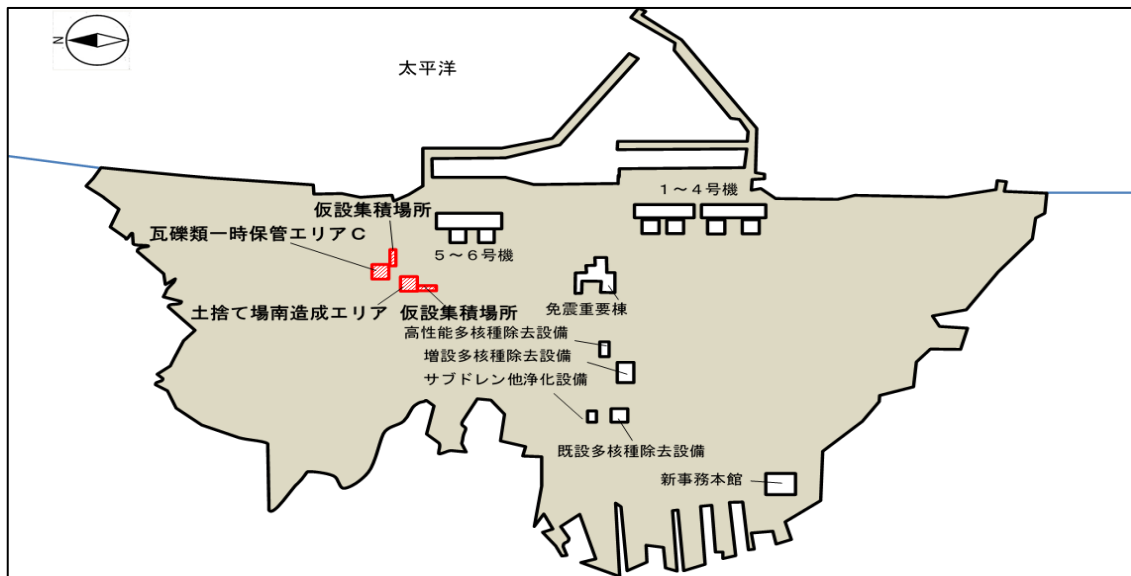 N
太平洋
1～4号機
仮設集積場所
瓦礫類一時保管エリアC
5～6号機
土捨て場南造成エリア 仮設集積場所
免震重要棟
高性能多核種除去設備
増設多核種除去設備
サブドレン他浄化設備
既設多核種除去設備
新事務本館